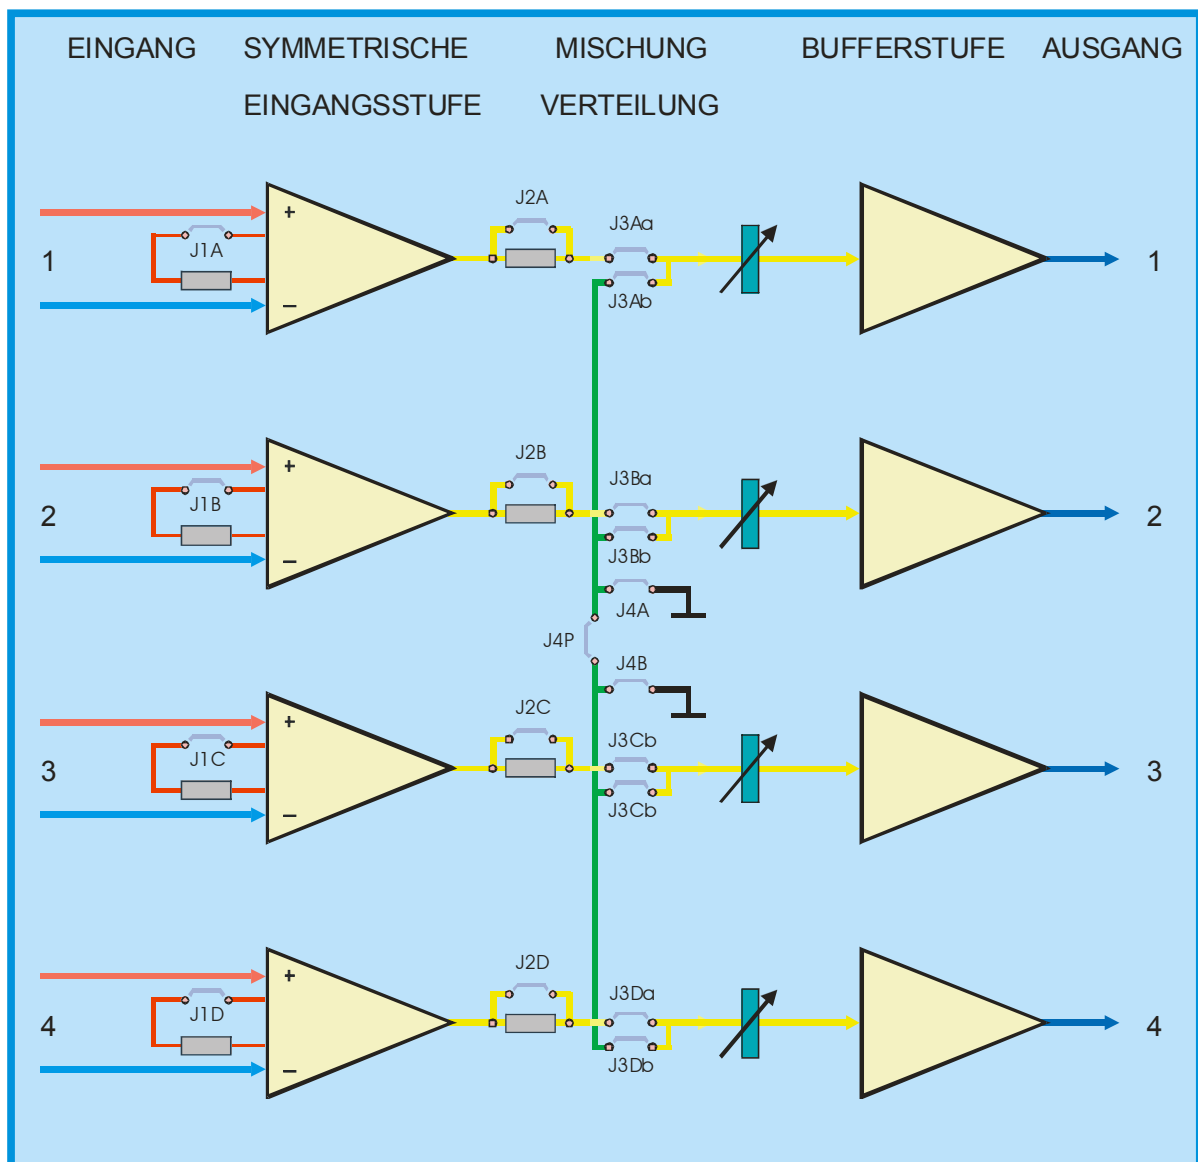 EINGANG SYMMETRISCHE MISCHUNG BUFFERSTUFE AUSGANG
EINGANGSSTUFE VERTEILUNG
J2A
+ J3Aa
J1A
1 1
− J3Ab
J2B
+ J3Ba
J1B
2 2
− J3Bb
J4A
J4P
J4B
J2C
+ J3Cb
J1C
3 3
− J3Cb
J2D
+ J3Da
J1D
4 4
− J3Db